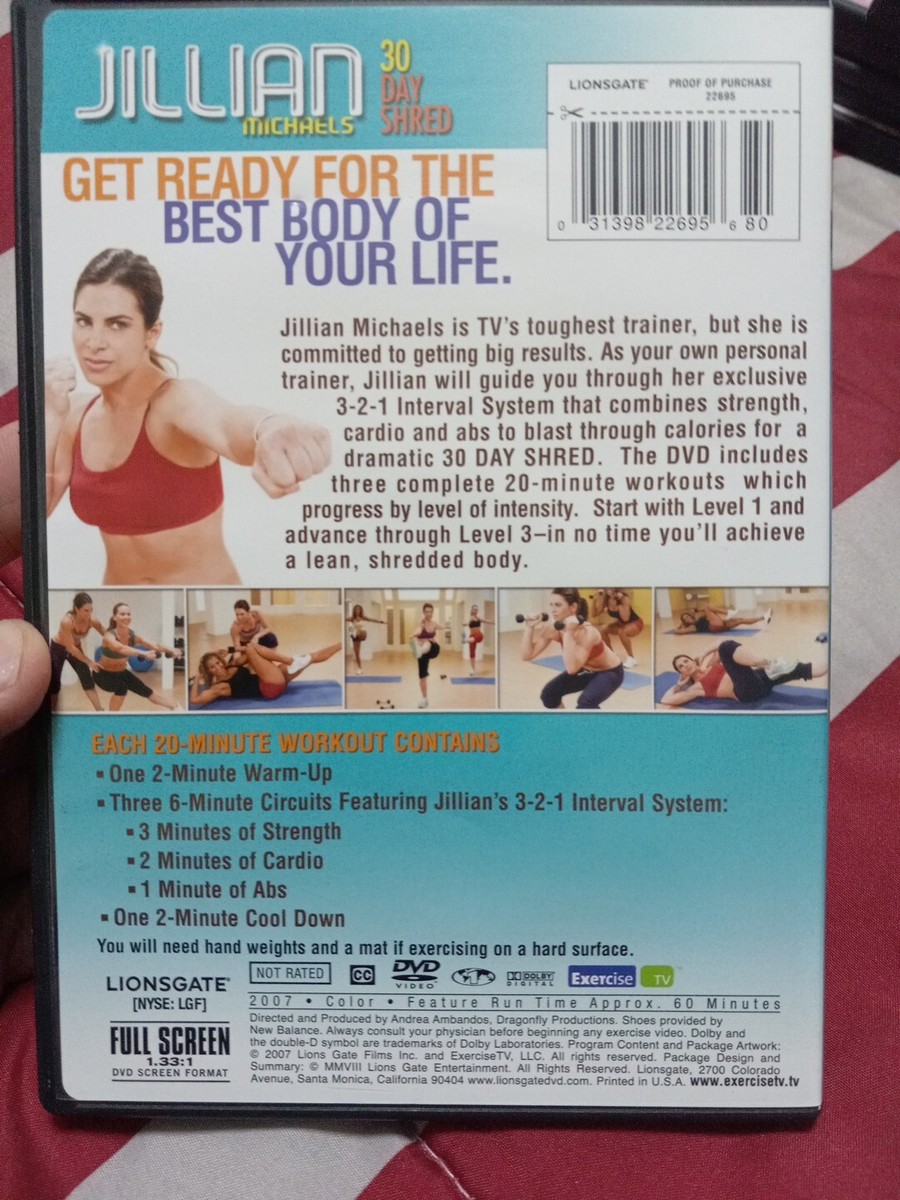 JILLIAN
MICHAELS
30
DAY
SHRED
LIONSGATE® PROOF OF PURCHASE
22695
0 31398 22695 6 80
GET READY FOR THE
BEST BODY OF
YOUR LIFE.
Jillian Michaels is TV's toughest trainer, but she is
committed to getting big results. As your own personal
trainer, Jillian will guide you through her exclusive
3-2-1 Interval System that combines strength,
cardio and abs to blast through calories for a
dramatic 30 DAY SHRED. The DVD includes
three complete 20-minute workouts which
progress by level of intensity. Start with Level 1 and
advance through Level 3–in no time you'll achieve
a lean, shredded body.
EACH 20-MINUTE WORKOUT CONTAINS
▪ One 2-Minute Warm-Up
▪ Three 6-Minute Circuits Featuring Jillian's 3-2-1 Interval System:
▪ 3 Minutes of Strength
▪ 2 Minutes of Cardio
▪ 1 Minute of Abs
▪ One 2-Minute Cool Down
You will need hand weights and a mat if exercising on a hard surface.
LIONSGATE®
[NYSE: LGF]
NOT RATED CC DVD VIDEO DOLBY DIGITAL Exercise TV™
2007 • Color • Feature Run Time Approx. 60 Minutes
FULL SCREEN
1.33:1
DVD SCREEN FORMAT
Directed and Produced by Andrea Ambandos, Dragonfly Productions. Shoes provided by
New Balance. Always consult your physician before beginning any exercise video. Dolby and
the double-D symbol are trademarks of Dolby Laboratories. Program Content and Package Artwork:
© 2007 Lions Gate Films Inc. and ExerciseTV, LLC. All rights reserved. Package Design and
Summary: © MMVIII Lions Gate Entertainment. All Rights Reserved. Lionsgate, 2700 Colorado
Avenue, Santa Monica, California 90404 www.lionsgatedvd.com. Printed in U.S.A. www.exercisetv.tv